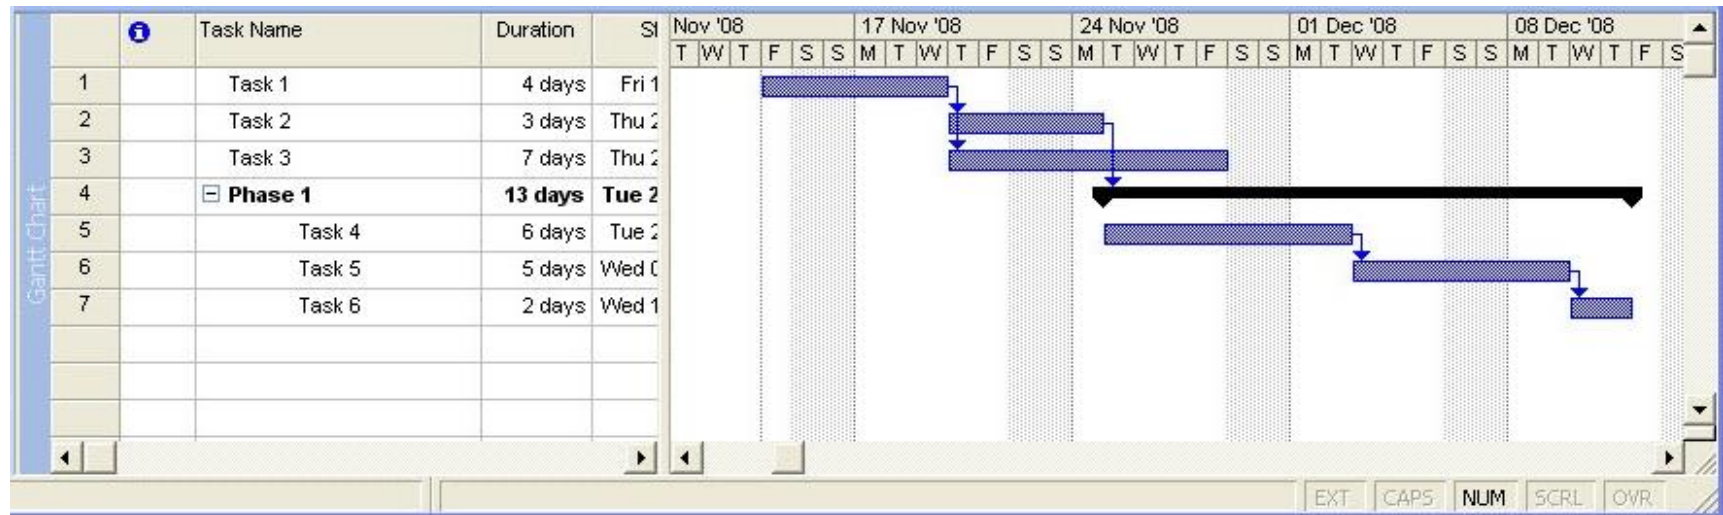 Task Name Duration St Nov '08 17 Nov '08 24 Nov '08 01 Dec '08 08 Dec '08
T W T F S S M T W T F S S M T W T F S S M T W T F S S M T W T F S
1 Task 1 4 days Fri 1
2 Task 2 3 days Thu 2
3 Task 3 7 days Thu 2
4 Phase 1 13 days Tue 2
5 Task 4 6 days Tue 2
6 Task 5 5 days Wed 0
7 Task 6 2 days Wed 1
Gantt Chart
EXT CAPS NUM SCRL OVR